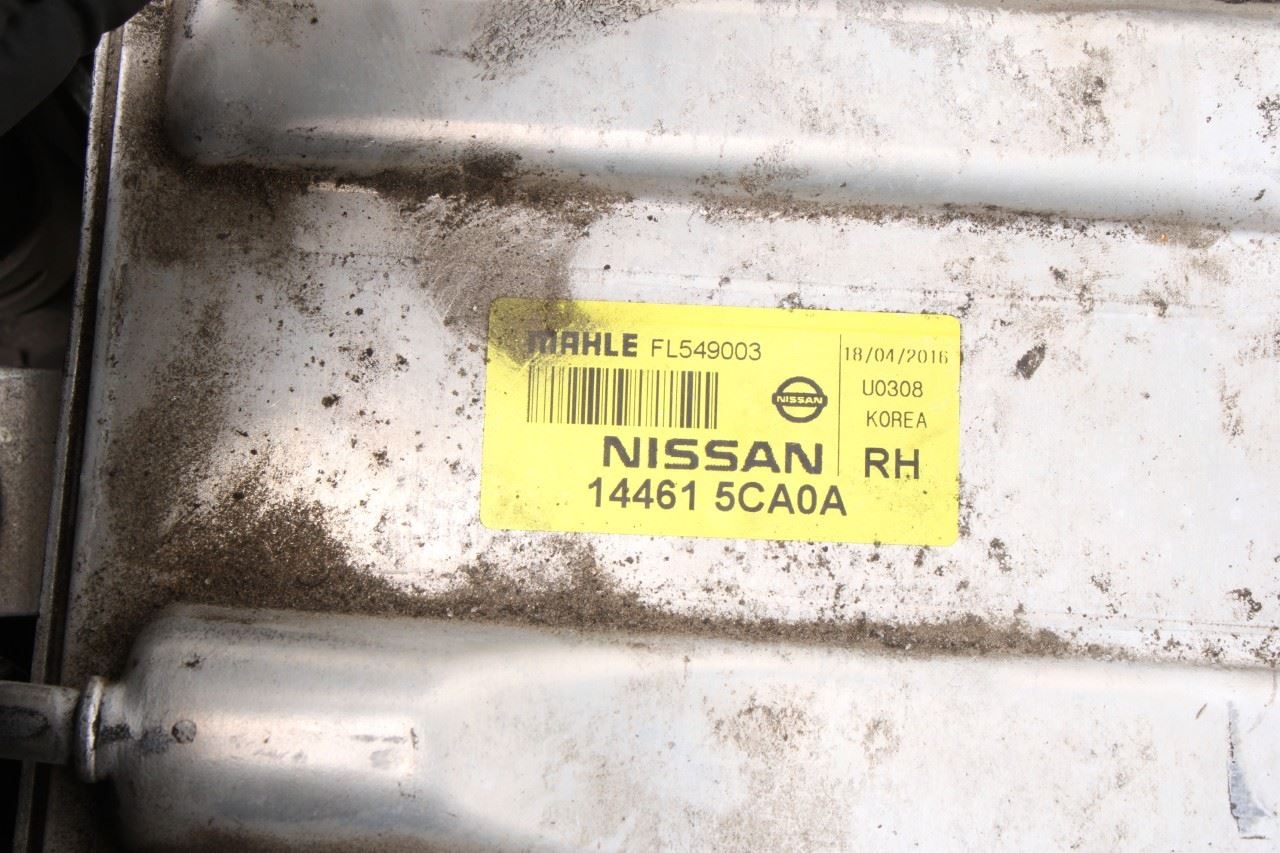 MAHLE FL549003
18/04/2016
U0308
KOREA
NISSAN
NISSAN
RH
14461 5CA0A